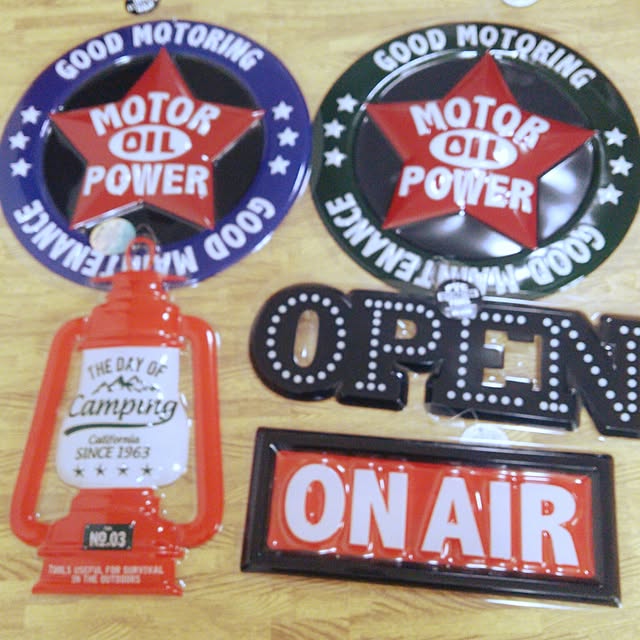 GOOD MOTORING
MOTOR
OIL
POWER
GOOD MAINTENANCE
GOOD MOTORING
MOTOR
OIL
POWER
GOOD MAINTENANCE
THE DAY OF
Camping
California
SINCE 1963
NO.03
TOOLS USEFUL FOR SURVIVAL
IN THE OUTDOORS
OPEN
ON AIR